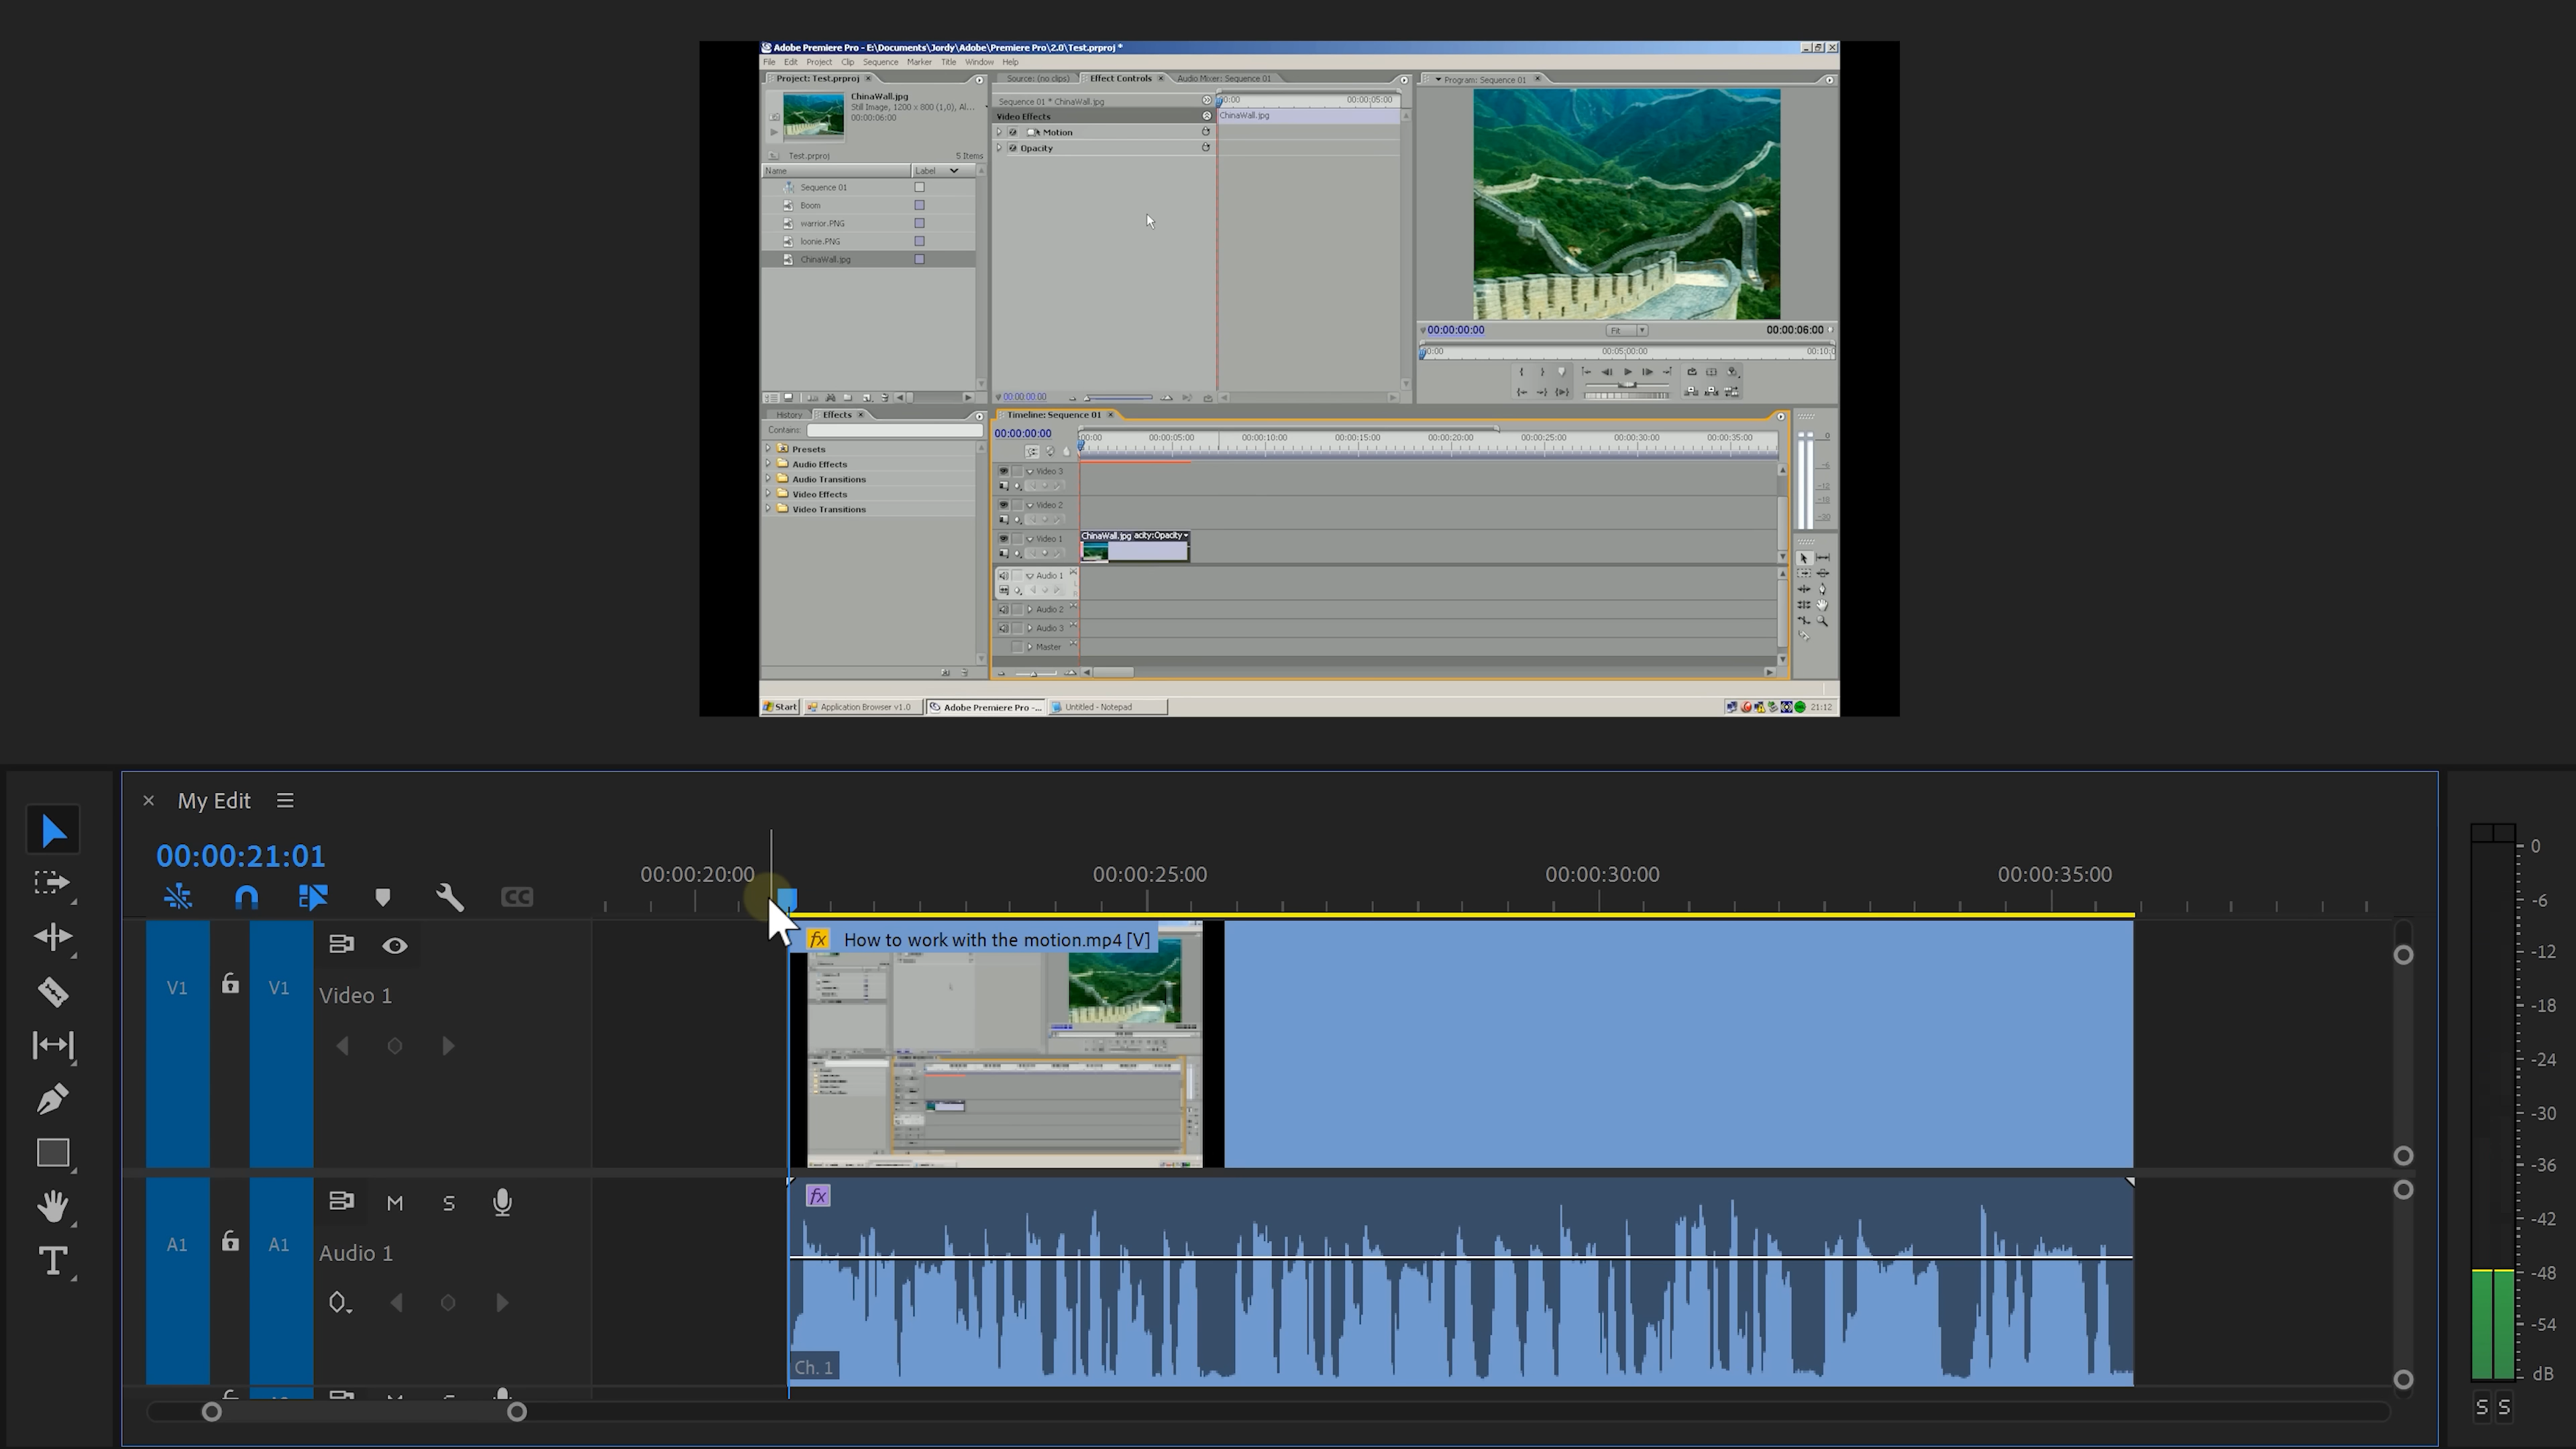 Adobe Premiere Pro - E:\Documents\Jordy\Adobe\Premiere Pro\2.0\Test.prproj *
File Edit Project Clip Sequence Marker Title Window Help
Project: Test.prproj
ChinaWall.jpg
Still Image, 1200 x 800 (1,0), Al...
00:00:06:00
Test.prproj 5 Items
Name Label
Sequence 01
Boom
warrior.PNG
loonie.PNG
ChinaWall.jpg
Source: (no clips) Effect Controls Audio Mixer: Sequence 01
Sequence 01 * ChinaWall.jpg
00:00 00:00:05:00
Video Effects ChinaWall.jpg
Motion
Opacity
00:00:00:00
Program: Sequence 01
00:00:00:00 Fit 00:00:06:00
00:00 00:05:00:00 00:10:0
History Effects
Contains:
Presets
Audio Effects
Audio Transitions
Video Effects
Video Transitions
Timeline: Sequence 01
00:00:00:00
00:00 00:00:05:00 00:00:10:00 00:00:15:00 00:00:20:00 00:00:25:00 00:00:30:00 00:00:35:00
Video 3
Video 2
Video 1
ChinaWall.jpg acity:Opacity
Audio 1
Audio 2
Audio 3
Master
0
-6
-12
-18
-30
Start Application Browser v1.0 Adobe Premiere Pro -... Untitled - Notepad 21:12
My Edit
00:00:21:01
00:00:20:00 00:00:25:00 00:00:30:00 00:00:35:00
CC
fx How to work with the motion.mp4 [V]
V1 V1 Video 1
fx
M S
A1 A1 Audio 1
Ch. 1
0
-6
-12
-18
-24
-30
-36
-42
-48
-54
dB
S S